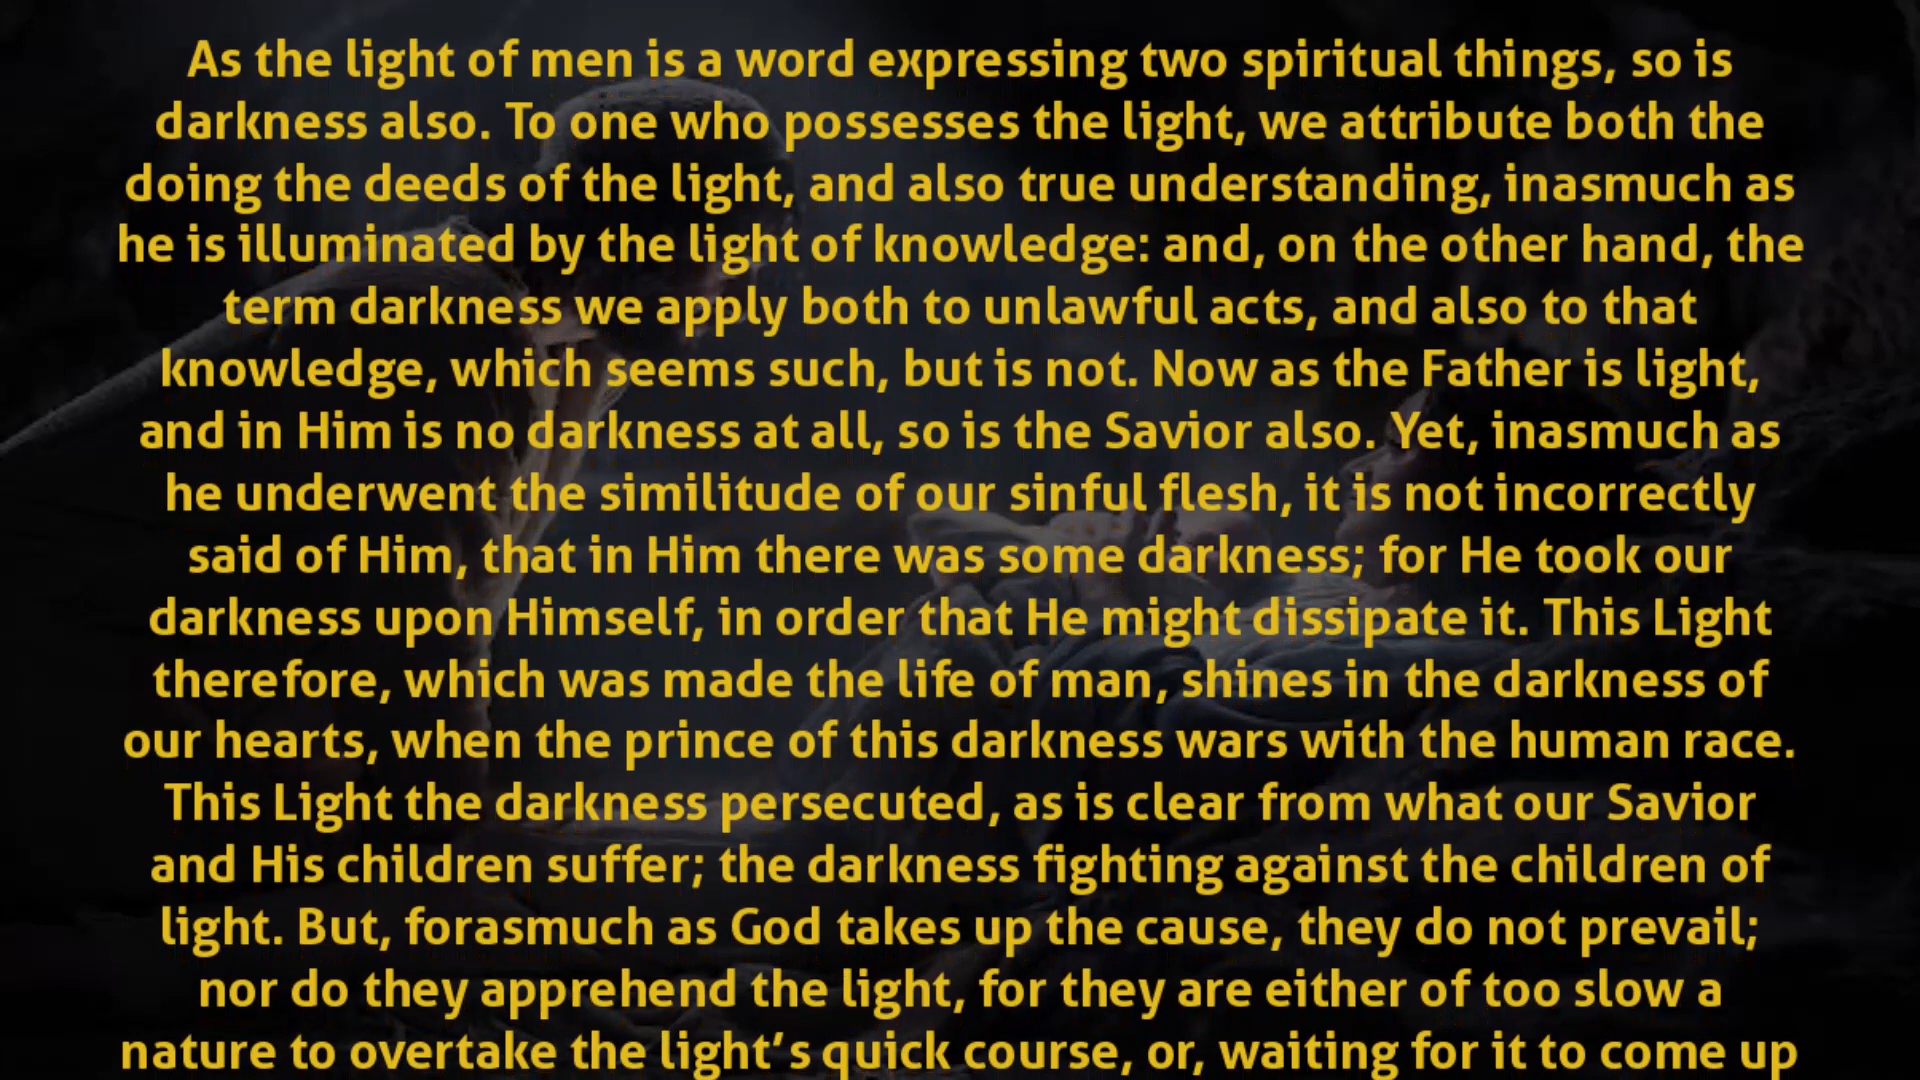 As the light of men is a word expressing two spiritual things, so is
darkness also. To one who possesses the light, we attribute both the
doing the deeds of the light, and also true understanding, inasmuch as
he is illuminated by the light of knowledge: and, on the other hand, the
term darkness we apply both to unlawful acts, and also to that
knowledge, which seems such, but is not. Now as the Father is light,
and in Him is no darkness at all, so is the Savior also. Yet, inasmuch as
he underwent the similitude of our sinful flesh, it is not incorrectly
said of Him, that in Him there was some darkness; for He took our
darkness upon Himself, in order that He might dissipate it. This Light
therefore, which was made the life of man, shines in the darkness of
our hearts, when the prince of this darkness wars with the human race.
This Light the darkness persecuted, as is clear from what our Savior
and His children suffer; the darkness fighting against the children of
light. But, forasmuch as God takes up the cause, they do not prevail;
nor do they apprehend the light, for they are either of too slow a
nature to overtake the light’s quick course, or, waiting for it to come up